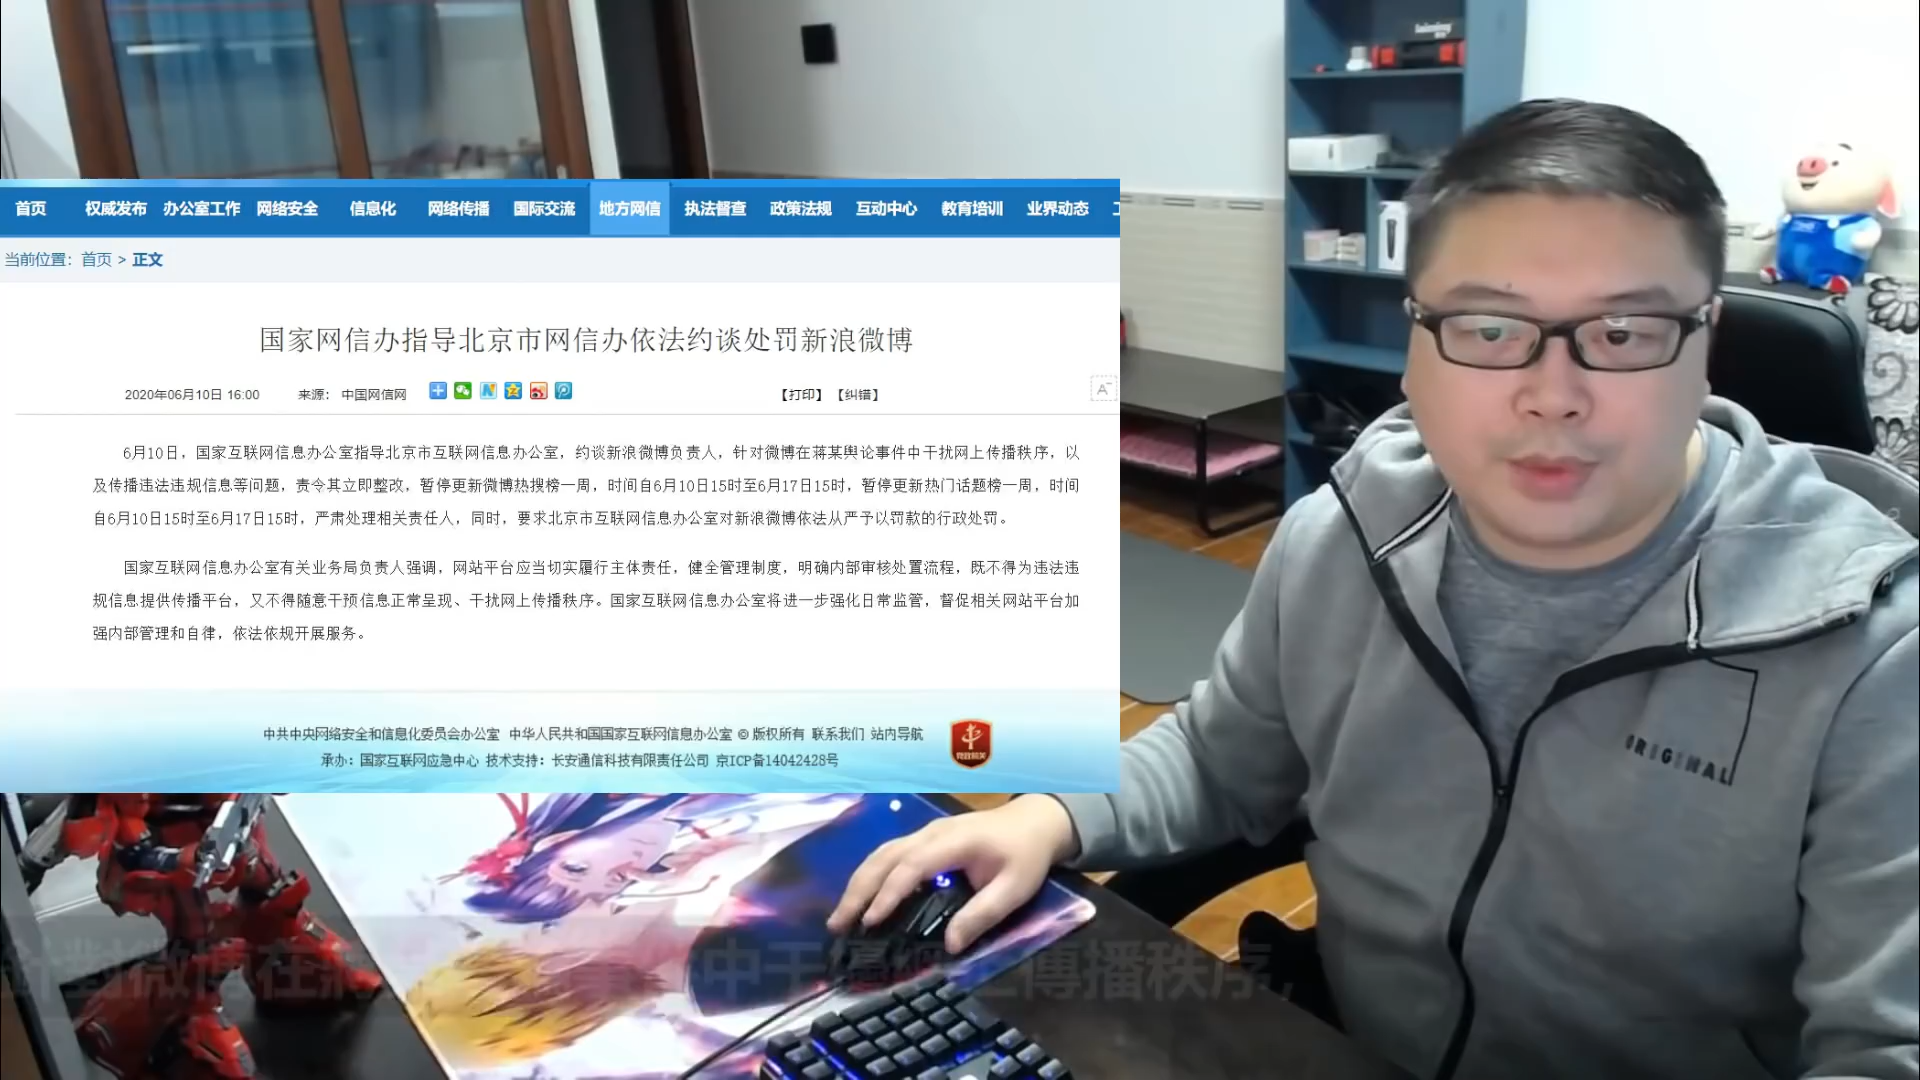 首页 权威发布 办公室工作 网络安全 信息化 网络传播 国际交流 地方网信 执法督查 政策法规 互动中心 教育培训 业界动态
当前位置：首页 > 正文
国家网信办指导北京市网信办依法约谈处罚新浪微博
2020年06月10日 16:00 来源： 中国网信网 【打印】【纠错】
6月10日，国家互联网信息办公室指导北京市互联网信息办公室，约谈新浪微博负责人，针对微博在蒋某舆论事件中干扰网上传播秩序，以
及传播违法违规信息等问题，责令其立即整改，暂停更新微博热搜榜一周，时间自6月10日15时至6月17日15时，暂停更新热门话题榜一周，时间
自6月10日15时至6月17日15时，严肃处理相关责任人，同时，要求北京市互联网信息办公室对新浪微博依法从严予以罚款的行政处罚。
国家互联网信息办公室有关业务局负责人强调，网站平台应当切实履行主体责任，健全管理制度，明确内部审核处置流程，既不得为违法违
规信息提供传播平台，又不得随意干预信息正常呈现、干扰网上传播秩序。国家互联网信息办公室将进一步强化日常监管，督促相关网站平台加
强内部管理和自律，依法依规开展服务。
中共中央网络安全和信息化委员会办公室 中华人民共和国国家互联网信息办公室 © 版权所有 联系我们 站内导航
承办：国家互联网应急中心 技术支持：长安通信科技有限责任公司 京ICP备14042428号
党政机关
ORIGINAL
針對微博在蔣 中干擾網上傳播秩序，